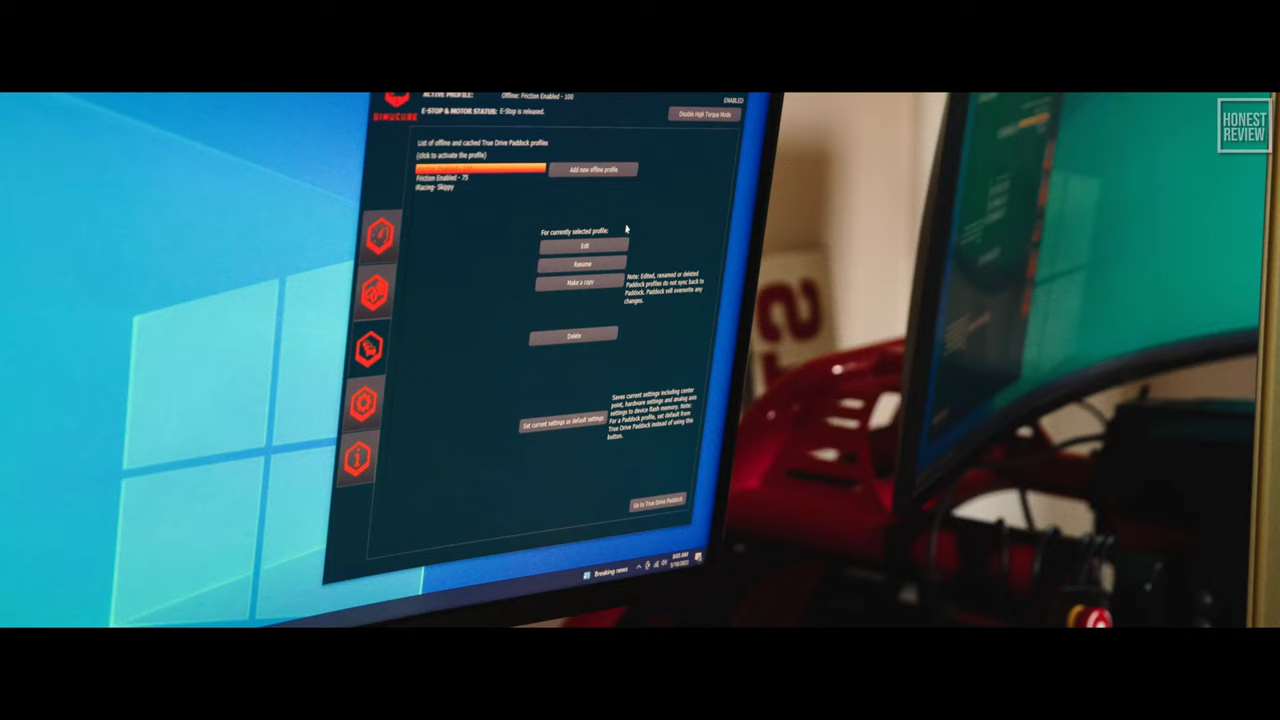 HONEST
REVIEW
ACTIVE PROFILE: Offline: Friction Enabled - 100
ENABLED
E-STOP & MOTOR STATUS: E-Stop is released.
Disable High Torque Mode
SIMUCUBE
List of offline and cached True Drive Paddock profiles
(click to activate the profile)
Add new offline profile
Friction Enabled - 75
iRacing- Skippy
For currently selected profile:
Edit
Rename
Make a copy
Note: Edited, renamed or deleted
Paddock profiles do not sync back to
Paddock. Paddock will overwrite any
changes.
Delete
Set current settings as default settings
Saves current settings including center
point, hardware settings and analog axis
settings to device flash memory. Note:
For a Paddock profile, set default from
True Drive Paddock instead of using this
button.
Go to True Drive Paddock
Breaking news